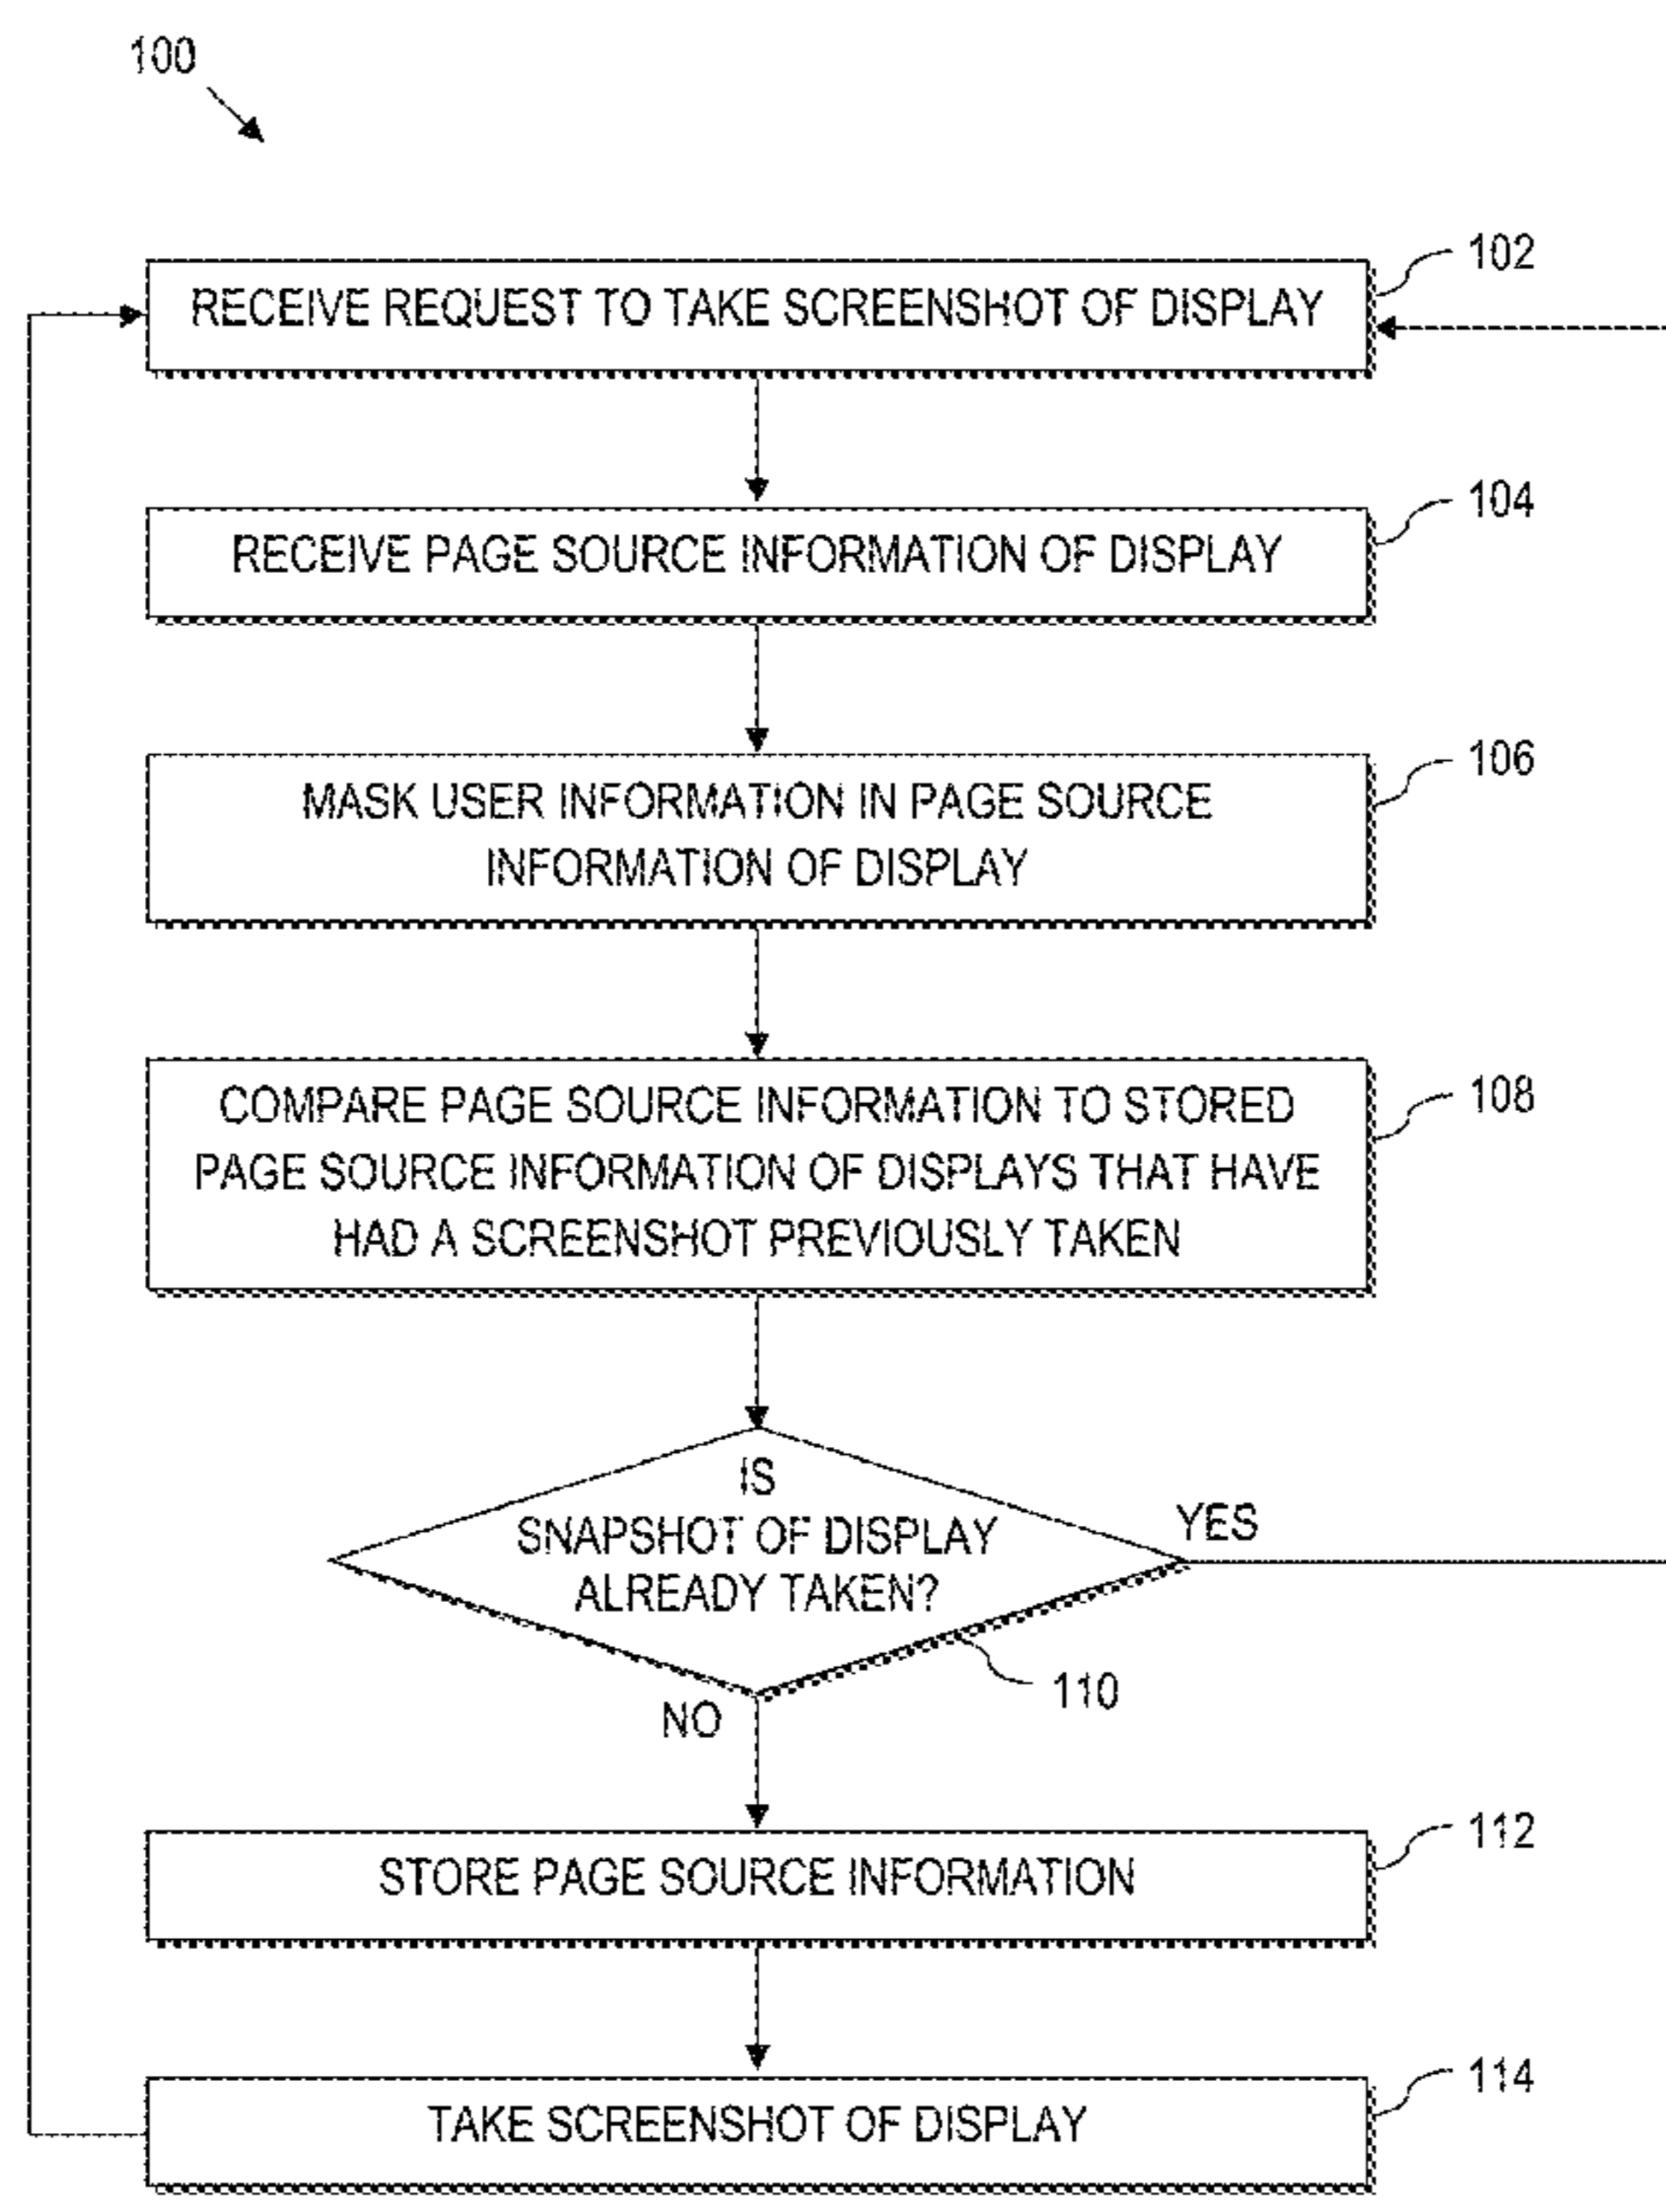 100
102
RECEIVE REQUEST TO TAKE SCREENSHOT OF DISPLAY
104
RECEIVE PAGE SOURCE INFORMATION OF DISPLAY
106
MASK USER INFORMATION IN PAGE SOURCE
INFORMATION OF DISPLAY
108
COMPARE PAGE SOURCE INFORMATION TO STORED
PAGE SOURCE INFORMATION OF DISPLAYS THAT HAVE
HAD A SCREENSHOT PREVIOUSLY TAKEN
IS
SNAPSHOT OF DISPLAY
ALREADY TAKEN?
YES
110
NO
112
STORE PAGE SOURCE INFORMATION
114
TAKE SCREENSHOT OF DISPLAY